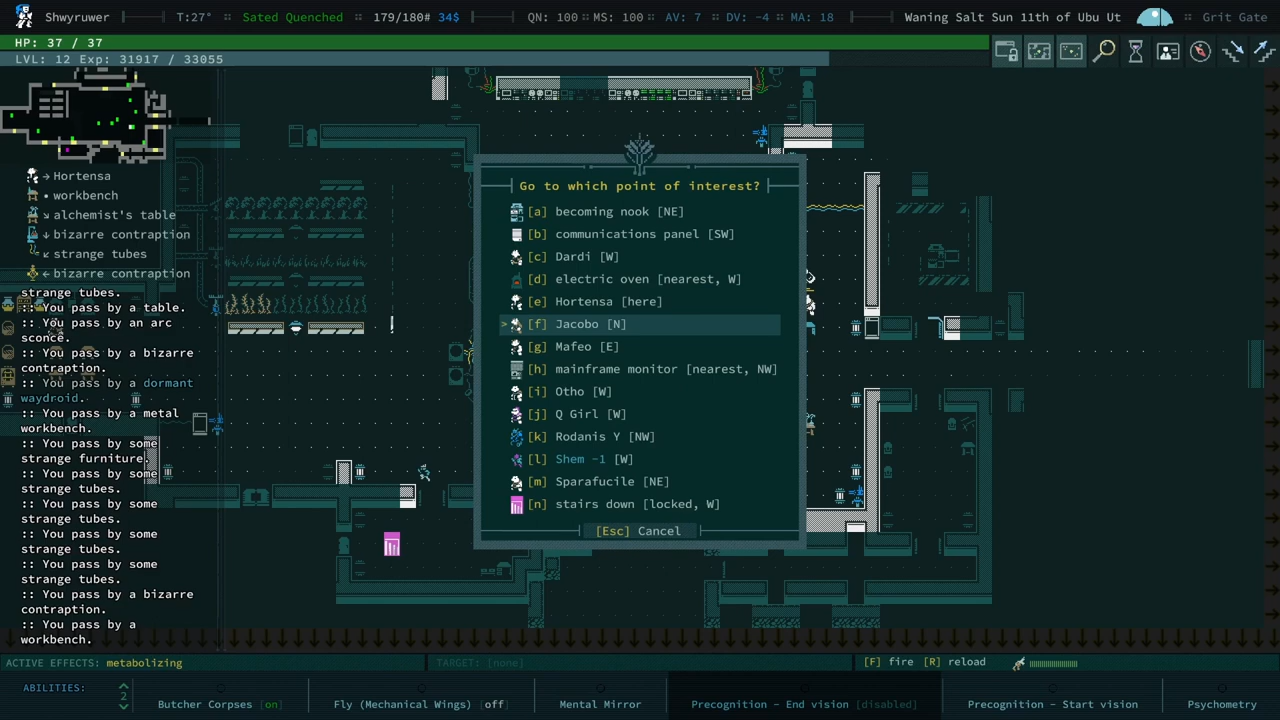 Shwyruwer T:27° Sated Quenched 179/180# 34$ QN: 100 MS: 100 AV: 7 DV: -4 MA: 18 Waning Salt Sun 11th of Ubu Ut Grit Gate
HP: 37 / 37
LVL: 12 Exp: 31917 / 33055
→ Hortensa
• workbench
↘ alchemist's table
↓ bizarre contraption
↙ strange tubes
← bizarre contraption
strange tubes.
:: You pass by a table.
:: You pass by an arc
sconce.
:: You pass by a bizarre
contraption.
:: You pass by a dormant
waydroid.
:: You pass by a metal
workbench.
:: You pass by some
strange furniture.
:: You pass by some
strange tubes.
:: You pass by some
strange tubes.
:: You pass by some
strange tubes.
:: You pass by some
strange tubes.
:: You pass by a bizarre
contraption.
:: You pass by a
workbench.
Go to which point of interest?
[a] becoming nook [NE]
[b] communications panel [SW]
[c] Dardi [W]
[d] electric oven [nearest, W]
[e] Hortensa [here]
> [f] Jacobo [N]
[g] Mafeo [E]
[h] mainframe monitor [nearest, NW]
[i] Otho [W]
[j] Q Girl [W]
[k] Rodanis Y [NW]
[l] Shem -1 [W]
[m] Sparafucile [NE]
[n] stairs down [locked, W]
[Esc] Cancel
ACTIVE EFFECTS: metabolizing TARGET: [none] [F] fire [R] reload
ABILITIES: 2 Butcher Corpses [on] Fly (Mechanical Wings) [off] Mental Mirror Precognition - End vision [disabled] Precognition - Start vision Psychometry